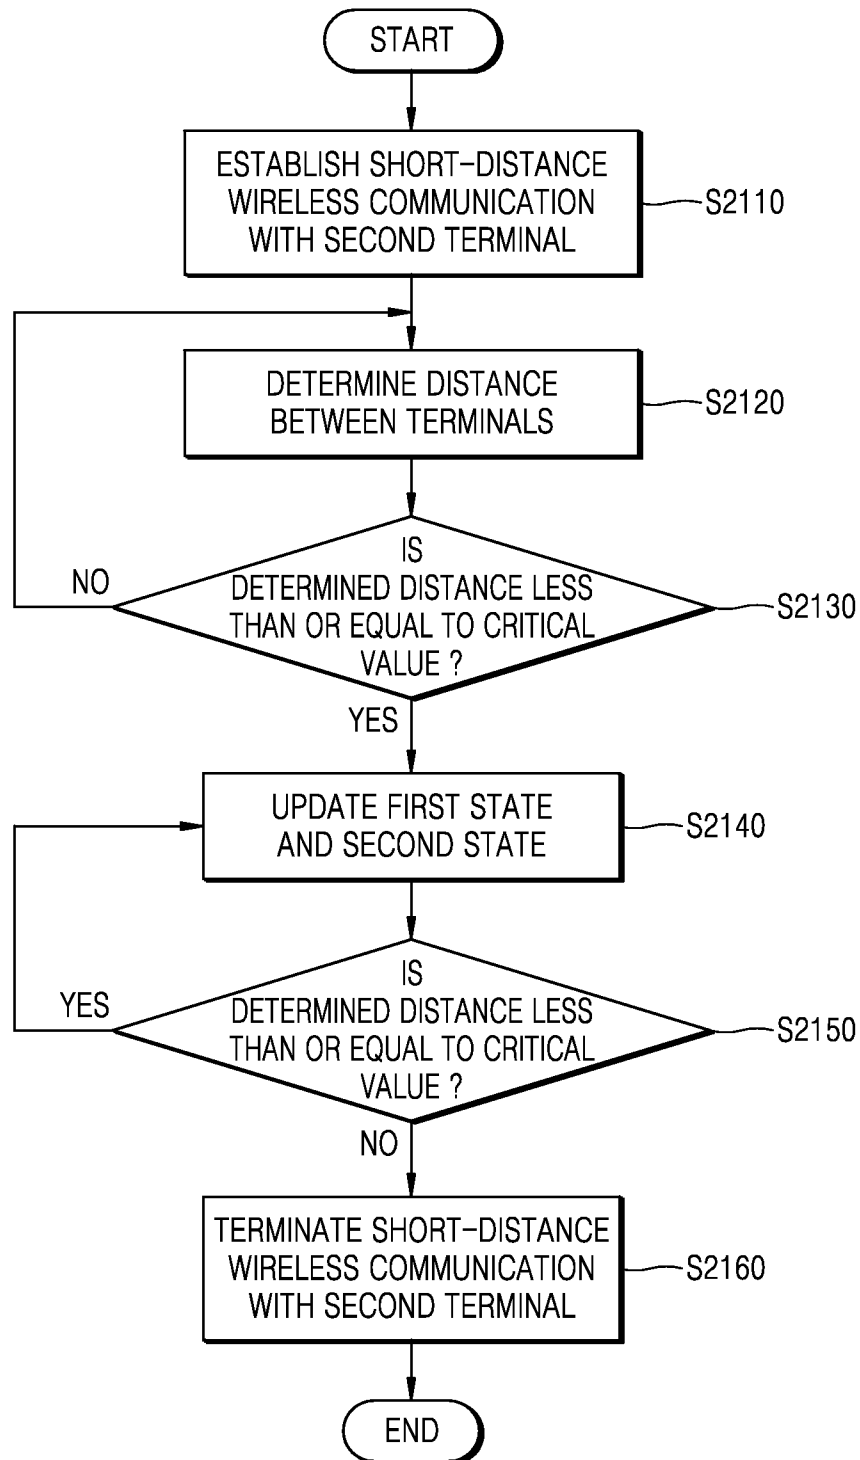 START
ESTABLISH SHORT-DISTANCE
WIRELESS COMMUNICATION
WITH SECOND TERMINAL
S2110
DETERMINE DISTANCE
BETWEEN TERMINALS
S2120
IS
DETERMINED DISTANCE LESS
THAN OR EQUAL TO CRITICAL
VALUE ?
NO
S2130
YES
UPDATE FIRST STATE
AND SECOND STATE
S2140
IS
DETERMINED DISTANCE LESS
THAN OR EQUAL TO CRITICAL
VALUE ?
YES
S2150
NO
TERMINATE SHORT-DISTANCE
WIRELESS COMMUNICATION
WITH SECOND TERMINAL
S2160
END